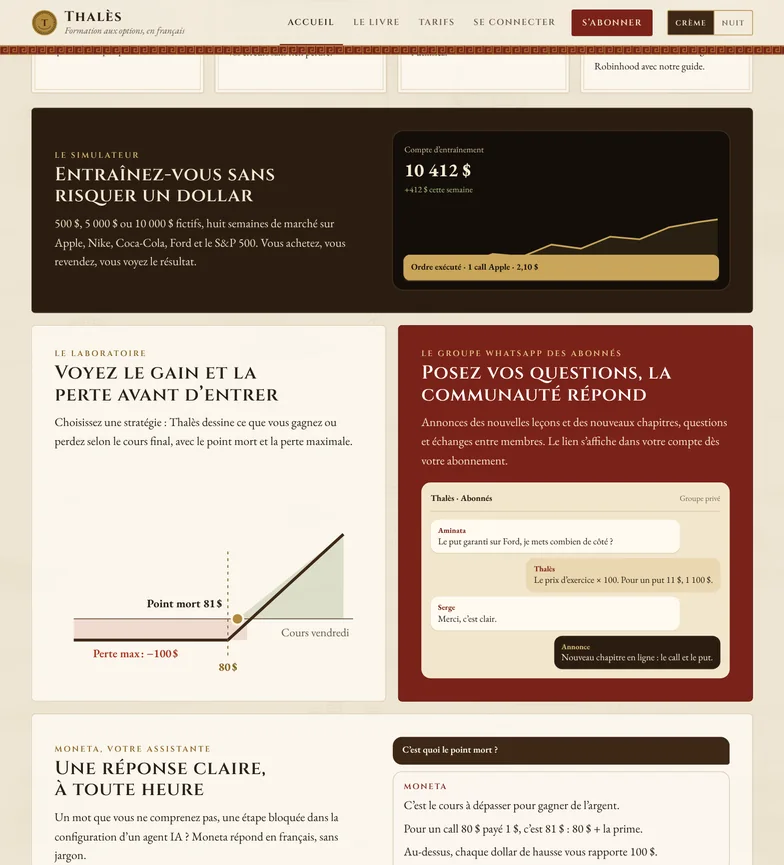 THALÈS
Formation aux options, en français
ACCUEIL
LE LIVRE
TARIFS
SE CONNECTER
S'ABONNER
CRÈME
NUIT
Robinhood avec notre guide.
LE SIMULATEUR
ENTRAÎNEZ-VOUS SANS
RISQUER UN DOLLAR
500 $, 5 000 $ ou 10 000 $ fictifs, huit semaines de marché sur
Apple, Nike, Coca-Cola, Ford et le S&P 500. Vous achetez, vous
revendez, vous voyez le résultat.
Compte d'entraînement
10 412 $
+412 $ cette semaine
Ordre exécuté · 1 call Apple · 2,10 $
LE LABORATOIRE
VOYEZ LE GAIN ET LA
PERTE AVANT D'ENTRER
Choisissez une stratégie : Thalès dessine ce que vous gagnez ou
perdez selon le cours final, avec le point mort et la perte maximale.
Point mort 81 $
Cours vendredi
Perte max : −100 $
80 $
LE GROUPE WHATSAPP DES ABONNÉS
POSEZ VOS QUESTIONS, LA
COMMUNAUTÉ RÉPOND
Annonces des nouvelles leçons et des nouveaux chapitres, questions
et échanges entre membres. Le lien s'affiche dans votre compte dès
votre abonnement.
Thalès · Abonnés
Groupe privé
Aminata
Le put garanti sur Ford, je mets combien de côté ?
Thalès
Le prix d'exercice × 100. Pour un put 11 $, 1 100 $.
Serge
Merci, c'est clair.
Annonce
Nouveau chapitre en ligne : le call et le put.
MONETA, VOTRE ASSISTANTE
UNE RÉPONSE CLAIRE,
À TOUTE HEURE
Un mot que vous ne comprenez pas, une étape bloquée dans la
configuration d'un agent IA ? Moneta répond en français, sans
jargon.
C'est quoi le point mort ?
MONETA
C'est le cours à dépasser pour gagner de l'argent.
Pour un call 80 $ payé 1 $, c'est 81 $ : 80 $ + la prime.
Au-dessus, chaque dollar de hausse vous rapporte 100 $.